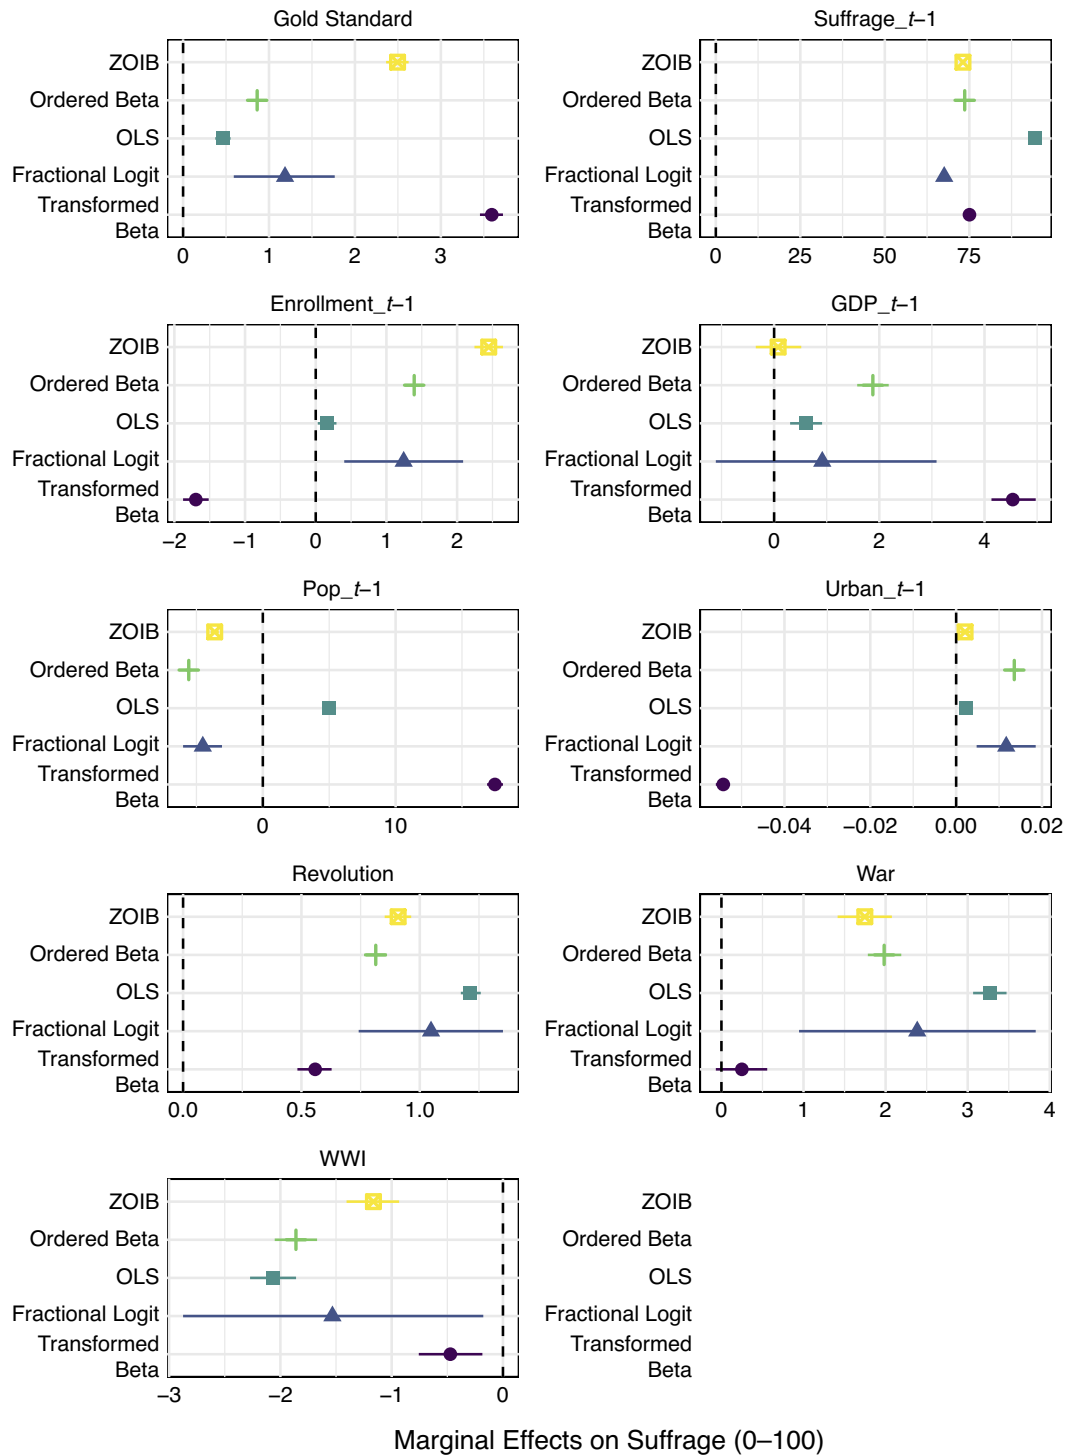 Gold Standard
ZOIB
Ordered Beta
OLS
Fractional Logit
Transformed
Beta
0 1 2 3
Suffrage_t−1
ZOIB
Ordered Beta
OLS
Fractional Logit
Transformed
Beta
0 25 50 75
Enrollment_t−1
ZOIB
Ordered Beta
OLS
Fractional Logit
Transformed
Beta
−2 −1 0 1 2
GDP_t−1
ZOIB
Ordered Beta
OLS
Fractional Logit
Transformed
Beta
0 2 4
Pop_t−1
ZOIB
Ordered Beta
OLS
Fractional Logit
Transformed
Beta
0 10
Urban_t−1
ZOIB
Ordered Beta
OLS
Fractional Logit
Transformed
Beta
−0.04 −0.02 0.00 0.02
Revolution
ZOIB
Ordered Beta
OLS
Fractional Logit
Transformed
Beta
0.0 0.5 1.0
War
ZOIB
Ordered Beta
OLS
Fractional Logit
Transformed
Beta
0 1 2 3 4
WWI
ZOIB
Ordered Beta
OLS
Fractional Logit
Transformed
Beta
−3 −2 −1 0
ZOIB
Ordered Beta
OLS
Fractional Logit
Transformed
Beta
Marginal Effects on Suffrage (0−100)